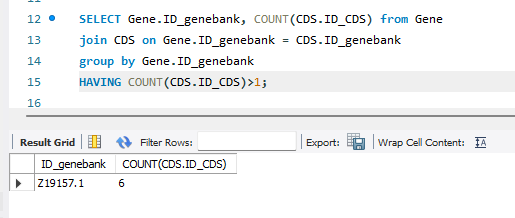 12 SELECT Gene.ID_genebank, COUNT(CDS.ID_CDS) from Gene
13 join CDS on Gene.ID_genebank = CDS.ID_genebank
14 group by Gene.ID_genebank
15 HAVING COUNT(CDS.ID_CDS)>1;
16
Result Grid Filter Rows: Export: Wrap Cell Content: IA
ID_genebank COUNT(CDS.ID_CDS)
Z19157.1 6